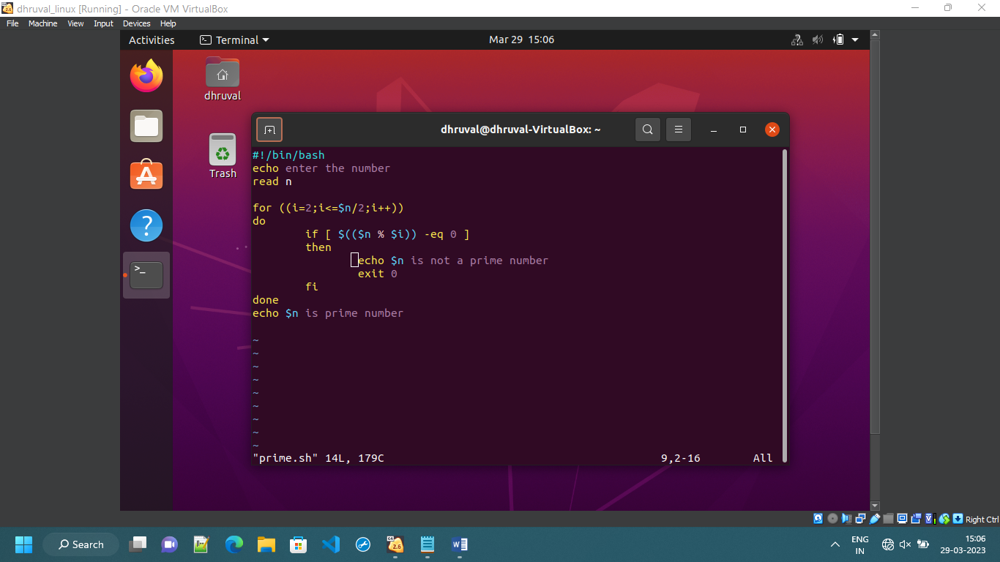 dhruval_linux [Running] - Oracle VM VirtualBox
File Machine View Input Devices Help
Activities Terminal Mar 29 15:06
dhruval
Trash
dhruval@dhruval-VirtualBox: ~
#!/bin/bash
echo enter the number
read n
for ((i=2;i<=$n/2;i++))
do
if [ $(($n % $i)) -eq 0 ]
then
echo $n is not a prime number
exit 0
fi
done
echo $n is prime number
~
~
~
~
~
~
~
~
~
"prime.sh" 14L, 179C 9,2-16 All
Right Ctrl
Search
ENG
IN
15:06
29-03-2023